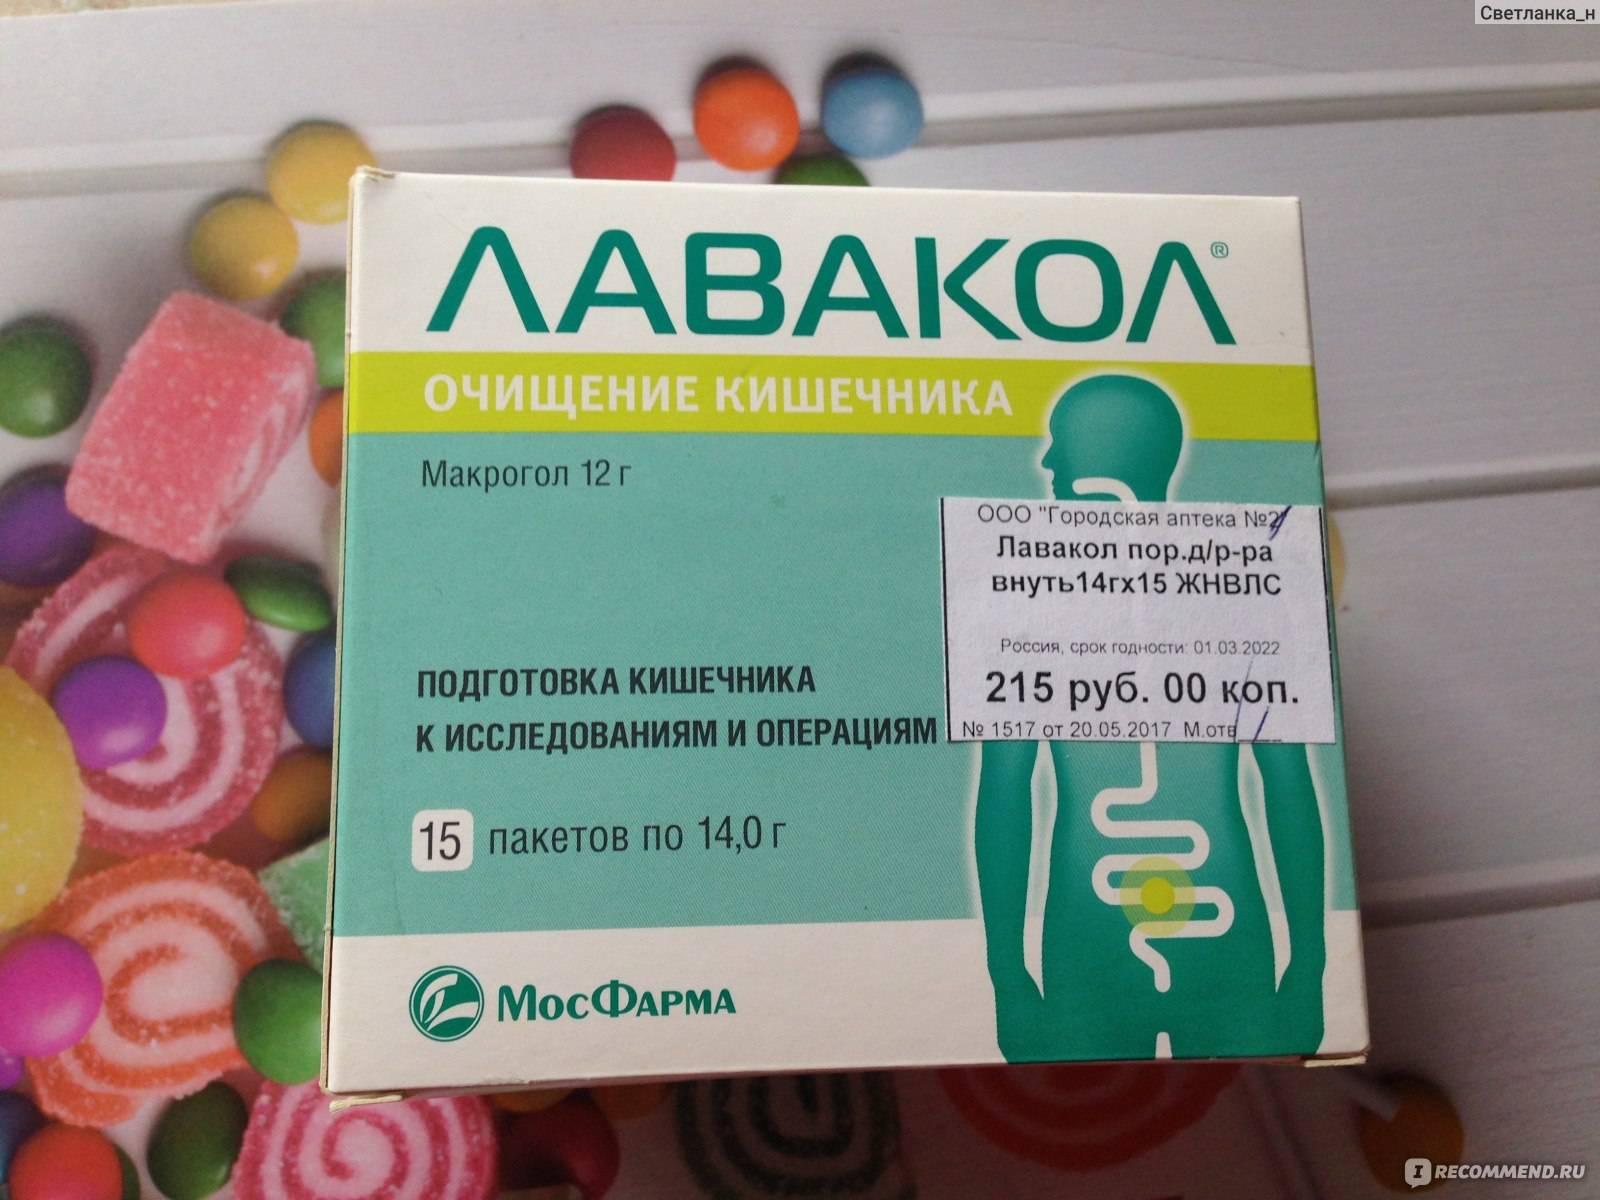 Светланка_н
ЛАВАКОЛ®
ОЧИЩЕНИЕ КИШЕЧНИКА
Макрогол 12 г
ООО "Городская аптека №2"
Лавакол пор.д/р-ра
внуть14гх15 ЖНВЛС
Россия, срок годности: 01.03.2022
215 руб. 00 коп.
№ 1517 от 20.05.2017 М.отв
ПОДГОТОВКА КИШЕЧНИКА
К ИССЛЕДОВАНИЯМ И ОПЕРАЦИЯМ
15 пакетов по 14,0 г
МосФарма
IRECOMMEND.RU